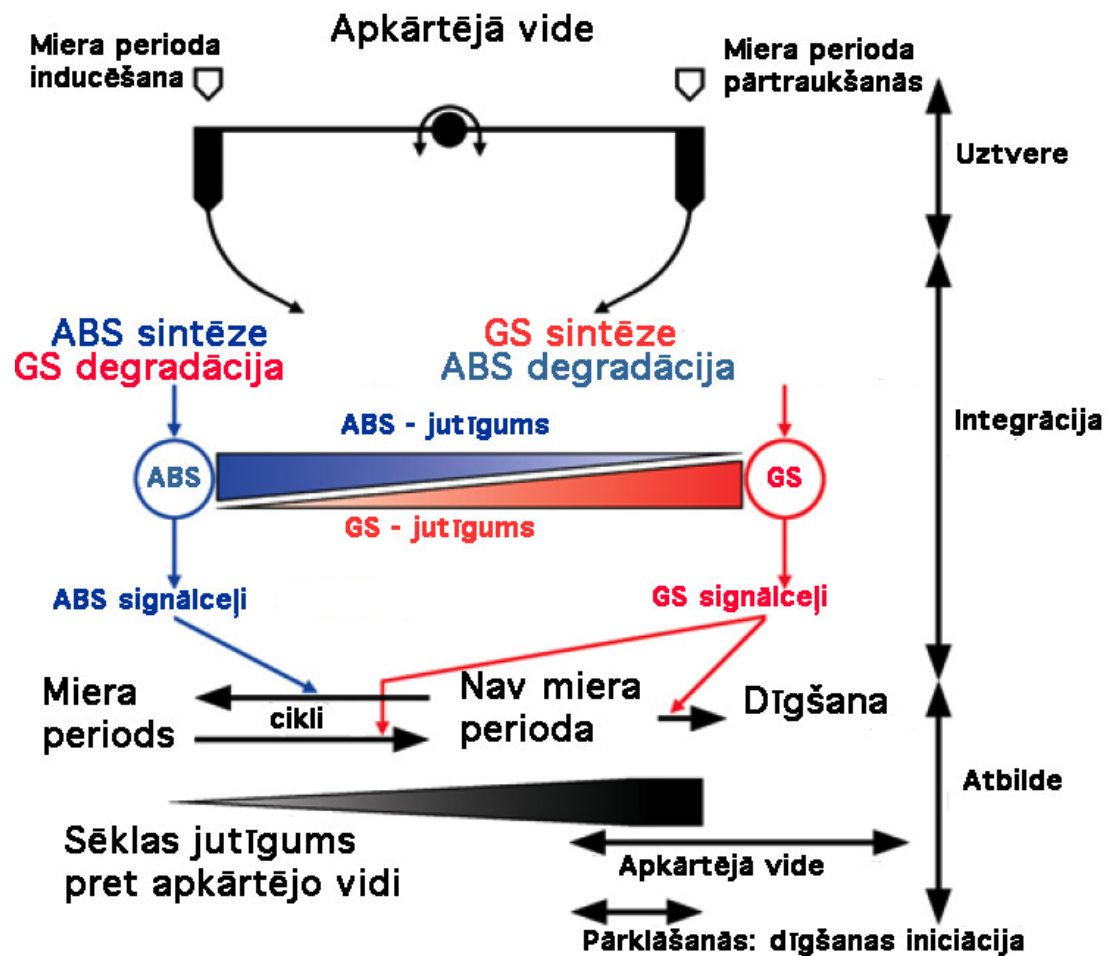 Apkārtējā vide
Miera perioda
inducēšana
Miera perioda
pārtraukšanās
Uztvere
ABS sintēze
GS degradācija
GS sintēze
ABS degradācija
ABS - jutīgums
Integrācija
ABS
GS
GS - jutīgums
ABS signālceļi
GS signālceļi
Miera
periods
cikli
Nav miera
perioda
Dīgšana
Atbilde
Sēklas jutīgums
pret apkārtējo vidi
Apkārtējā vide
Pārklāšanās: dīgšanas iniciācija